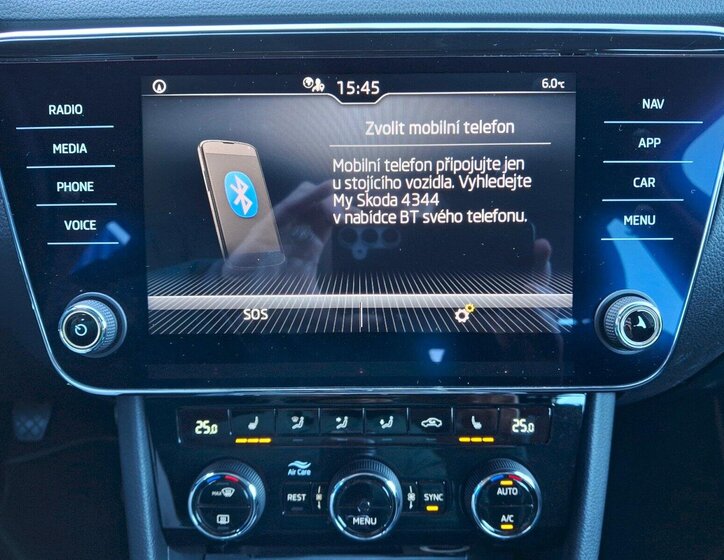 15:45
6.0°C
RADIO
MEDIA
PHONE
VOICE
Zvolit mobilní telefon
Mobilní telefon připojujte jen
u stojícího vozidla. Vyhledejte
My Skoda 4344
v nabídce BT svého telefonu.
SOS
NAV
APP
CAR
MENU
25.0
25.0
Air Care
MAX
REST
MENU
SYNC
AUTO
A/C